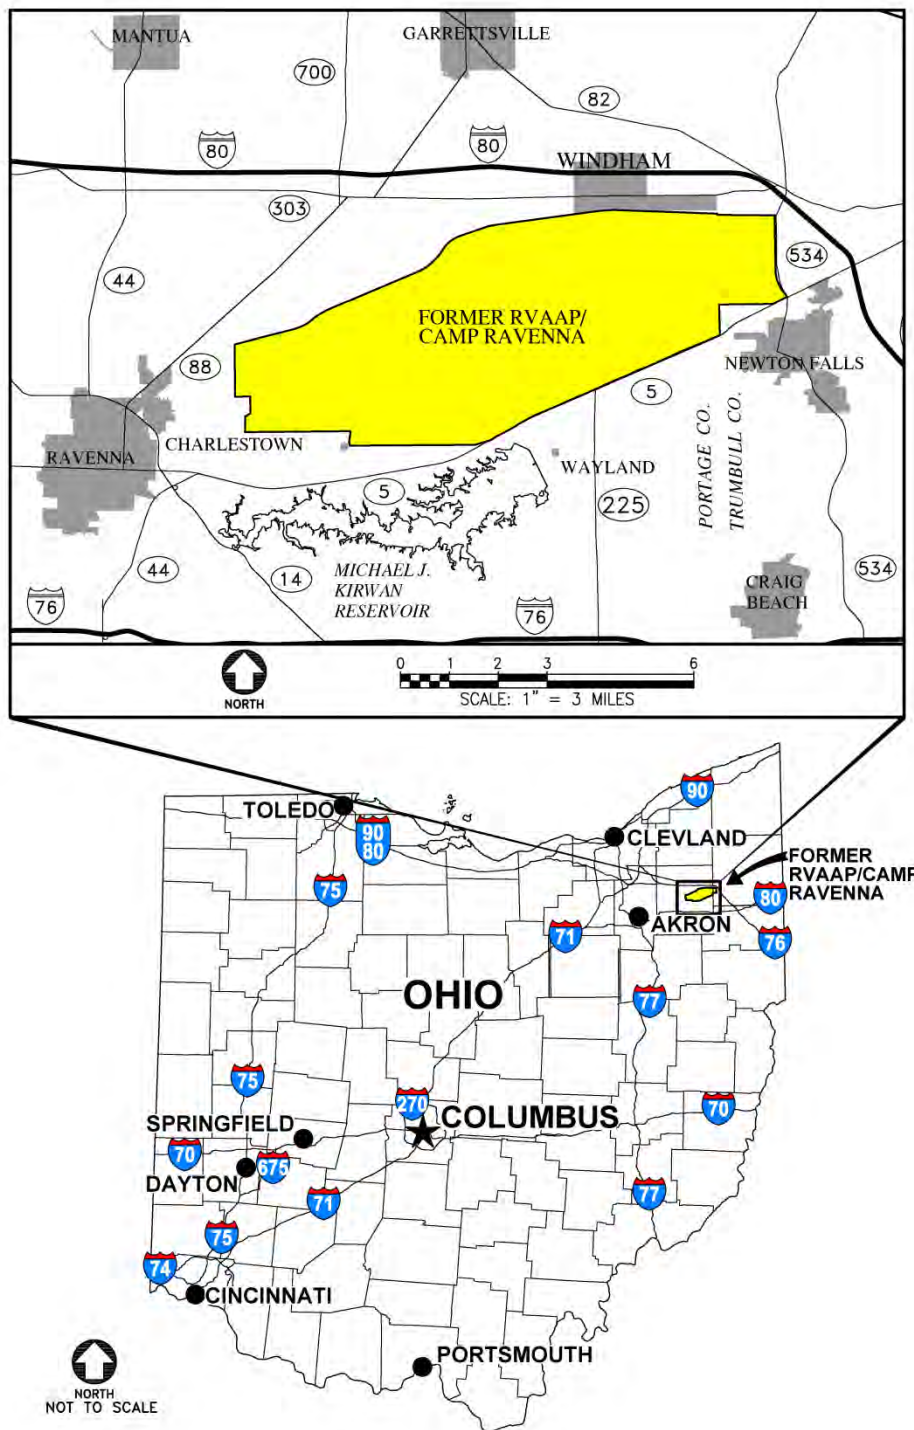 MANTUA
GARRETTSVILLE
700
82
80
80
WINDHAM
303
534
44
FORMER RVAAP/
CAMP RAVENNA
88
NEWTON FALLS
5
CHARLESTOWN
RAVENNA
WAYLAND
PORTAGE CO.
TRUMBULL CO.
5
225
44
14
MICHAEL J.
KIRWAN
RESERVOIR
534
CRAIG
BEACH
76
76
NORTH
0 1 2 3 6
SCALE: 1" = 3 MILES
90
TOLEDO
90
80
CLEVLAND
FORMER
RVAAP/CAMP
RAVENNA
75
80
AKRON
71
76
OHIO
77
75
270
70
COLUMBUS
SPRINGFIELD
70
675
DAYTON
71
77
75
74
CINCINNATI
PORTSMOUTH
NORTH
NOT TO SCALE